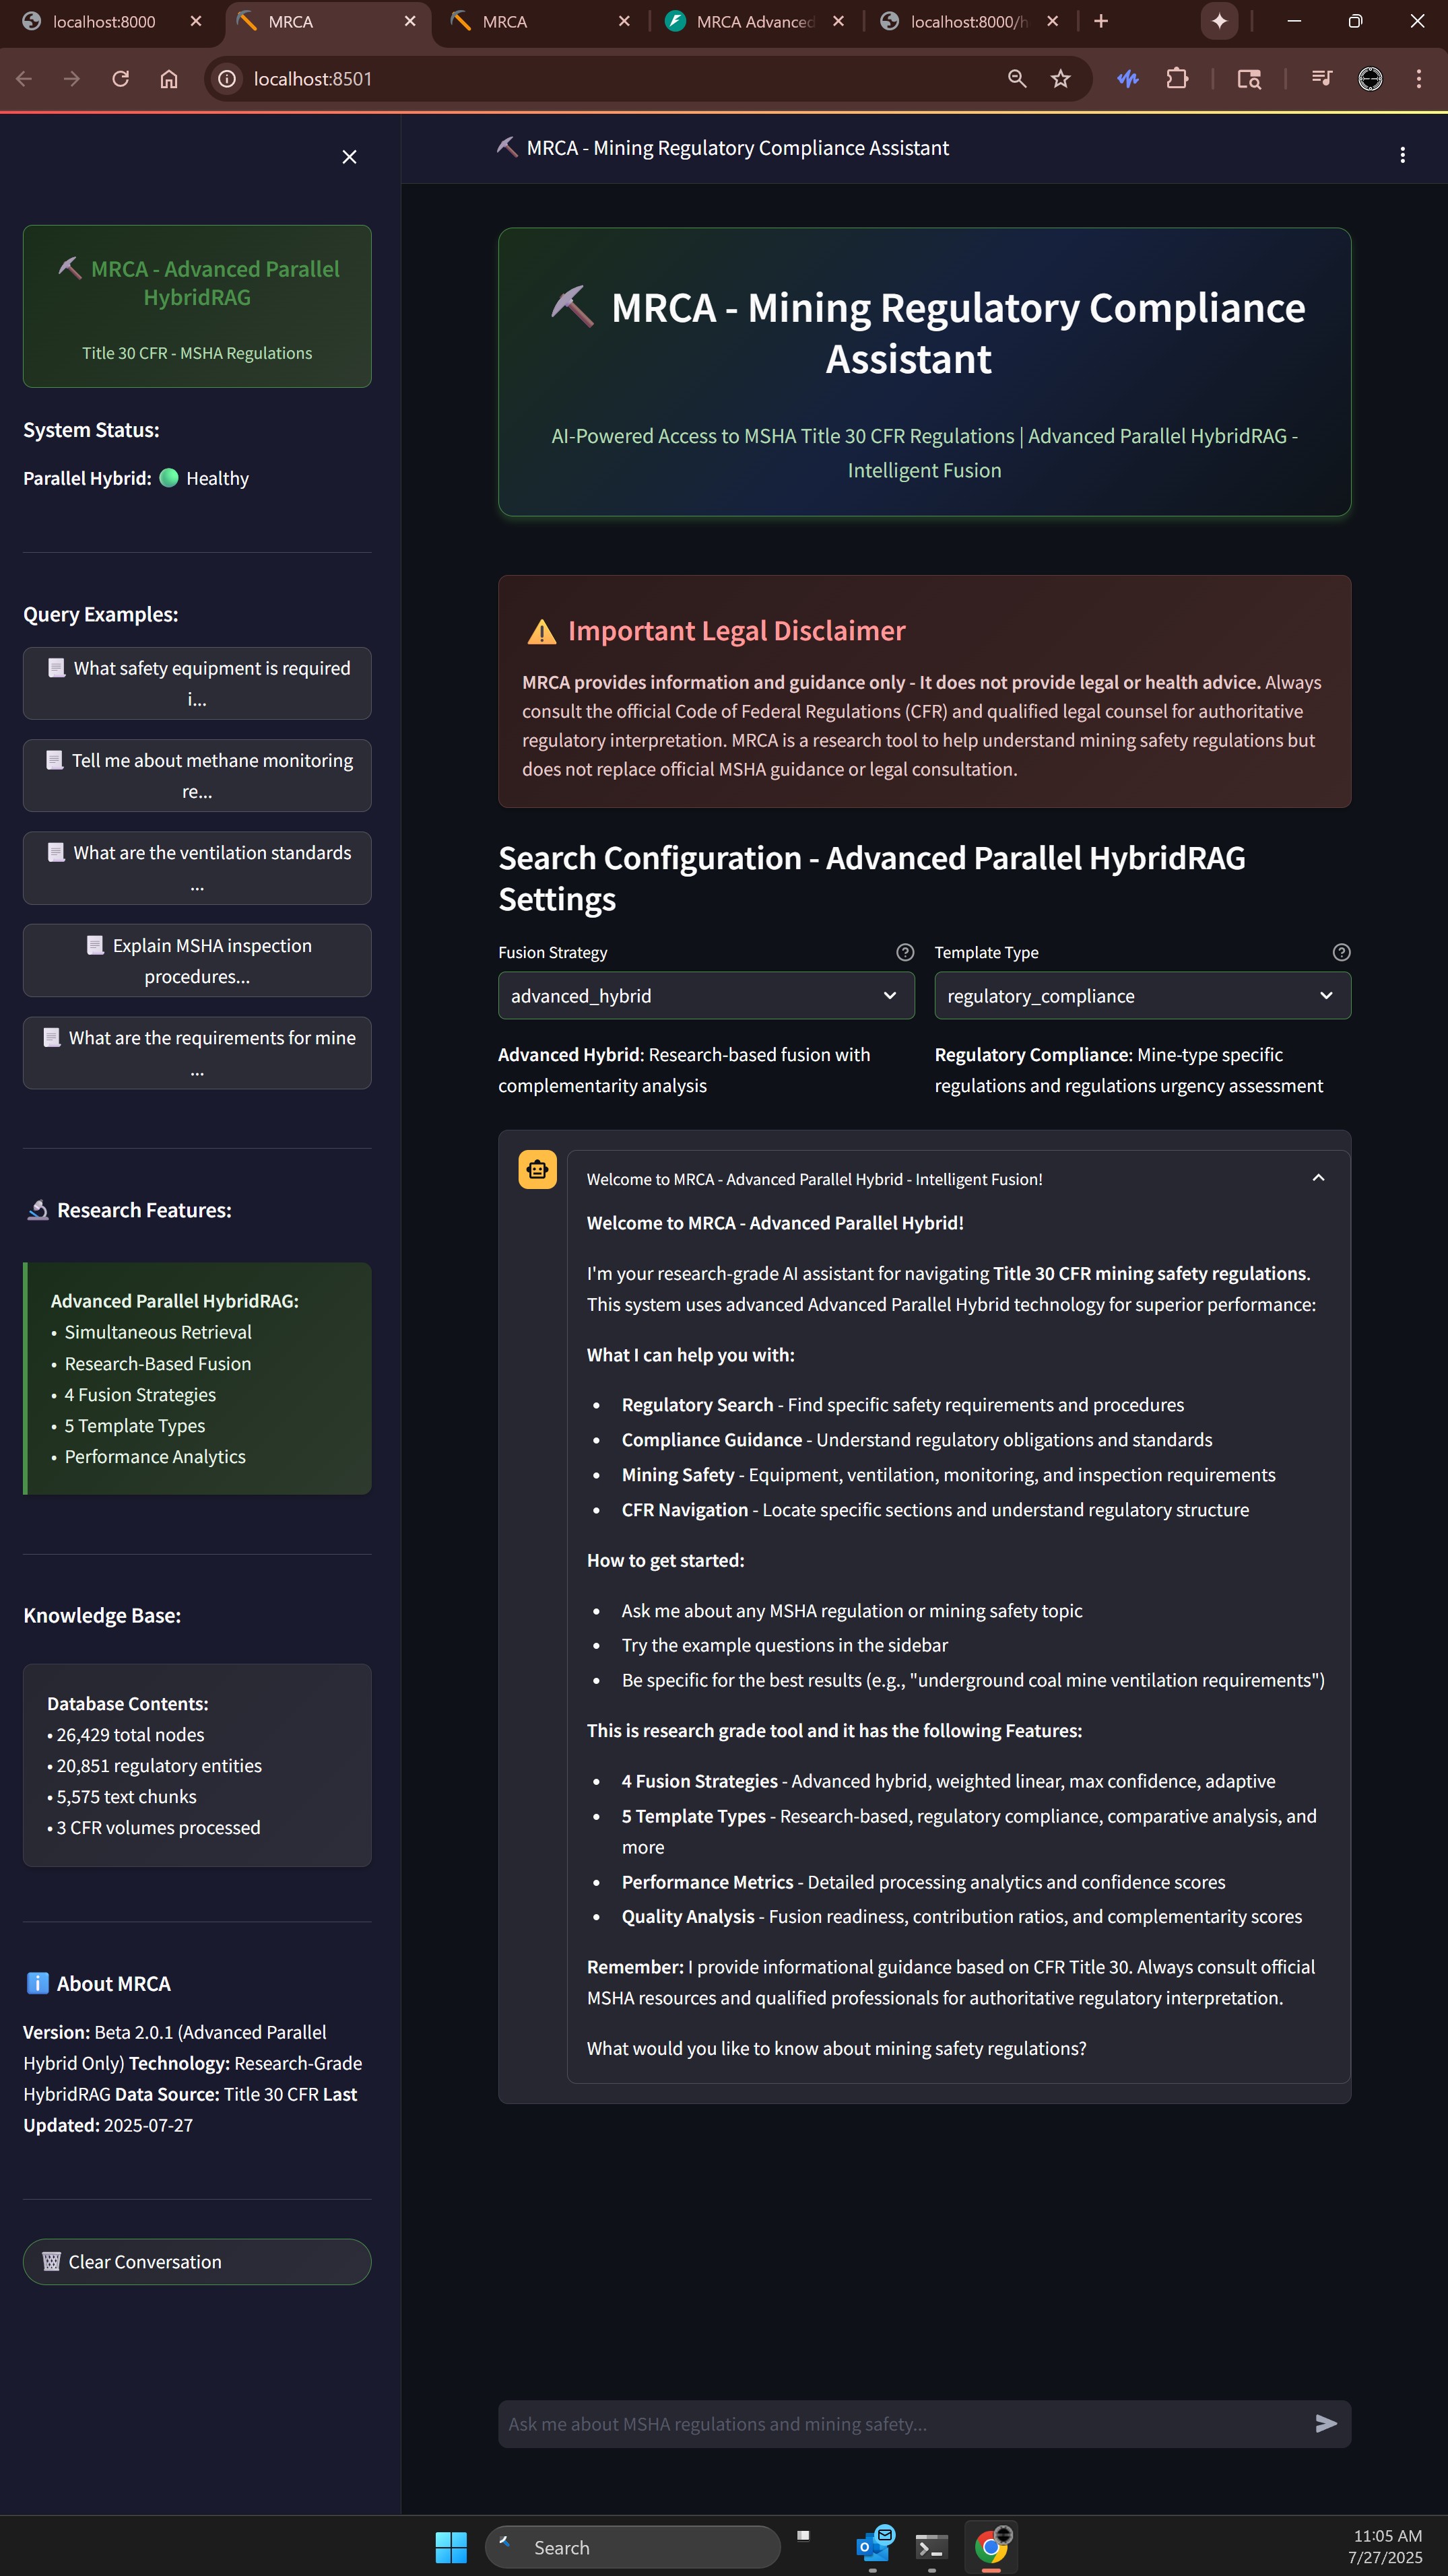 localhost:8000
MRCA
MRCA
MRCA Advanced
localhost:8000/h
localhost:8501
MRCA - Advanced Parallel
HybridRAG
Title 30 CFR - MSHA Regulations
System Status:
Parallel Hybrid: Healthy
Query Examples:
What safety equipment is required
i...
Tell me about methane monitoring
re...
What are the ventilation standards
...
Explain MSHA inspection
procedures...
What are the requirements for mine
...
Research Features:
Advanced Parallel HybridRAG:
• Simultaneous Retrieval
• Research-Based Fusion
• 4 Fusion Strategies
• 5 Template Types
• Performance Analytics
Knowledge Base:
Database Contents:
• 26,429 total nodes
• 20,851 regulatory entities
• 5,575 text chunks
• 3 CFR volumes processed
About MRCA
Version: Beta 2.0.1 (Advanced Parallel
Hybrid Only) Technology: Research-Grade
HybridRAG Data Source: Title 30 CFR Last
Updated: 2025-07-27
Clear Conversation
MRCA - Mining Regulatory Compliance Assistant
MRCA - Mining Regulatory Compliance
Assistant
AI-Powered Access to MSHA Title 30 CFR Regulations | Advanced Parallel HybridRAG -
Intelligent Fusion
Important Legal Disclaimer
MRCA provides information and guidance only - It does not provide legal or health advice. Always
consult the official Code of Federal Regulations (CFR) and qualified legal counsel for authoritative
regulatory interpretation. MRCA is a research tool to help understand mining safety regulations but
does not replace official MSHA guidance or legal consultation.
Search Configuration - Advanced Parallel HybridRAG
Settings
Fusion Strategy
advanced_hybrid
Advanced Hybrid: Research-based fusion with
complementarity analysis
Template Type
regulatory_compliance
Regulatory Compliance: Mine-type specific
regulations and regulations urgency assessment
Welcome to MRCA - Advanced Parallel Hybrid - Intelligent Fusion!
Welcome to MRCA - Advanced Parallel Hybrid!
I'm your research-grade AI assistant for navigating Title 30 CFR mining safety regulations.
This system uses advanced Advanced Parallel Hybrid technology for superior performance:
What I can help you with:
• Regulatory Search - Find specific safety requirements and procedures
• Compliance Guidance - Understand regulatory obligations and standards
• Mining Safety - Equipment, ventilation, monitoring, and inspection requirements
• CFR Navigation - Locate specific sections and understand regulatory structure
How to get started:
• Ask me about any MSHA regulation or mining safety topic
• Try the example questions in the sidebar
• Be specific for the best results (e.g., "underground coal mine ventilation requirements")
This is research grade tool and it has the following Features:
• 4 Fusion Strategies - Advanced hybrid, weighted linear, max confidence, adaptive
• 5 Template Types - Research-based, regulatory compliance, comparative analysis, and
more
• Performance Metrics - Detailed processing analytics and confidence scores
• Quality Analysis - Fusion readiness, contribution ratios, and complementarity scores
Remember: I provide informational guidance based on CFR Title 30. Always consult official
MSHA resources and qualified professionals for authoritative regulatory interpretation.
What would you like to know about mining safety regulations?
Ask me about MSHA regulations and mining safety...
Search
11:05 AM
7/27/2025